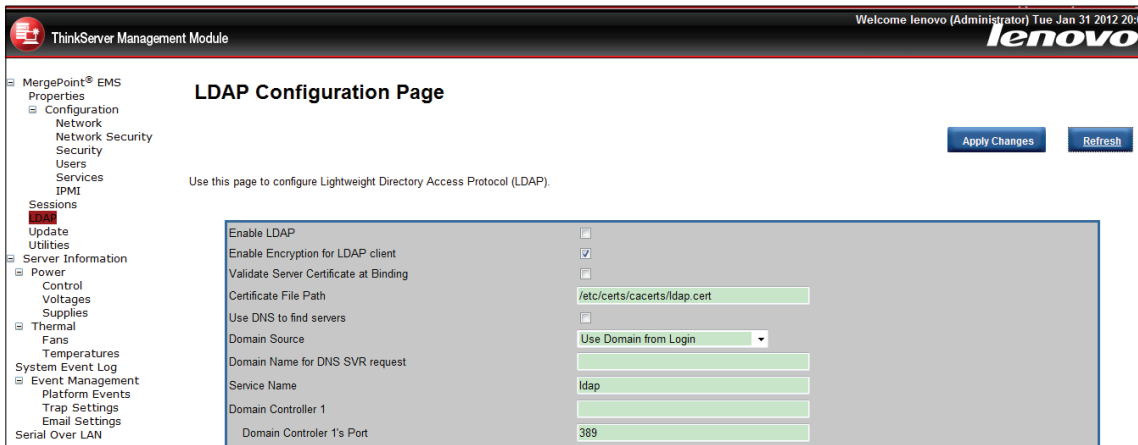 Welcome lenovo (Administrator) Tue Jan 31 2012 20:
ThinkServer Management Module
lenovo
MergePoint® EMS
Properties
Configuration
Network
Network Security
Security
Users
Services
IPMI
Sessions
LDAP
Update
Utilities
Server Information
Power
Control
Voltages
Supplies
Thermal
Fans
Temperatures
System Event Log
Event Management
Platform Events
Trap Settings
Email Settings
Serial Over LAN
LDAP Configuration Page
Apply Changes
Refresh
Use this page to configure Lightweight Directory Access Protocol (LDAP).
Enable LDAP
Enable Encryption for LDAP client
Validate Server Certificate at Binding
Certificate File Path /etc/certs/cacerts/ldap.cert
Use DNS to find servers
Domain Source Use Domain from Login
Domain Name for DNS SVR request
Service Name ldap
Domain Controller 1
Domain Controler 1's Port 389